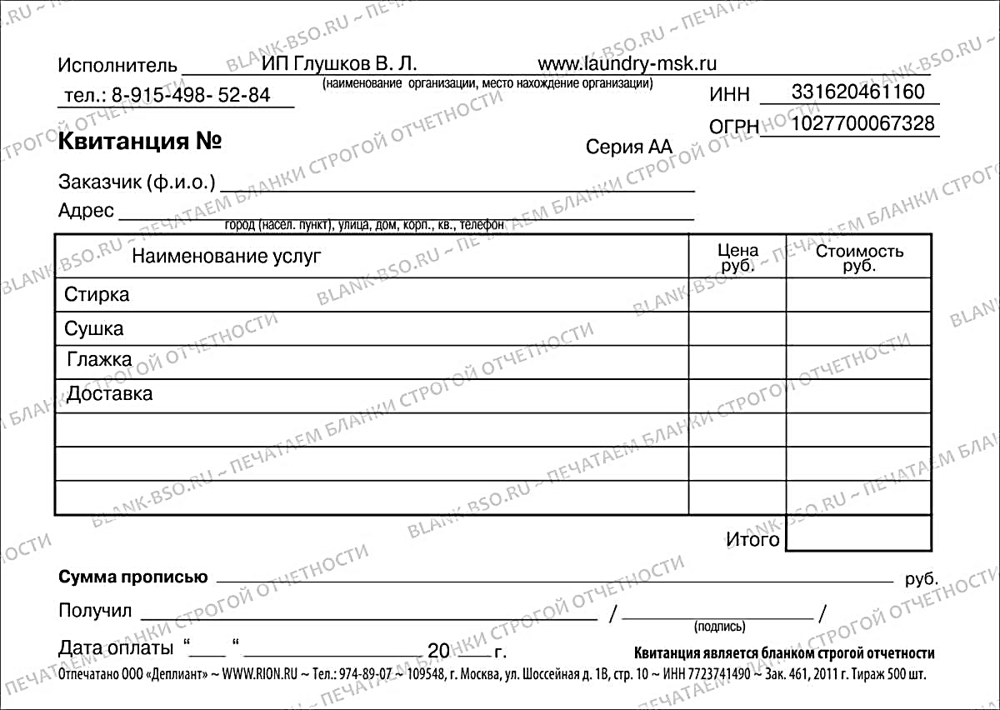 Исполнитель ИП Глушков В. Л. www.laundry-msk.ru
(наименование организации, место нахождение организации)
тел.: 8-915-498- 52-84
ИНН 331620461160
ОГРН 1027700067328
Квитанция №
Серия АА
Заказчик (ф.и.о.)
Адрес
город (насел. пункт), улица, дом, корп., кв., телефон
Наименование услуг Цена руб. Стоимость руб.
Стирка
Сушка
Глажка
Доставка
Итого
Сумма прописью руб.
Получил / /
(подпись)
Дата оплаты “ “ 20 г.
Квитанция является бланком строгой отчетности
Отпечатано ООО «Деплиант» ~ WWW.RION.RU ~ Тел.: 974-89-07 ~ 109548, г. Москва, ул. Шоссейная д. 1В, стр. 10 ~ ИНН 7723741490 ~ Зак. 461, 2011 г. Тираж 500 шт.
BLANK-BSO.RU ~ ПЕЧАТАЕМ БЛАНКИ СТРОГОЙ ОТЧЕТНОСТИ